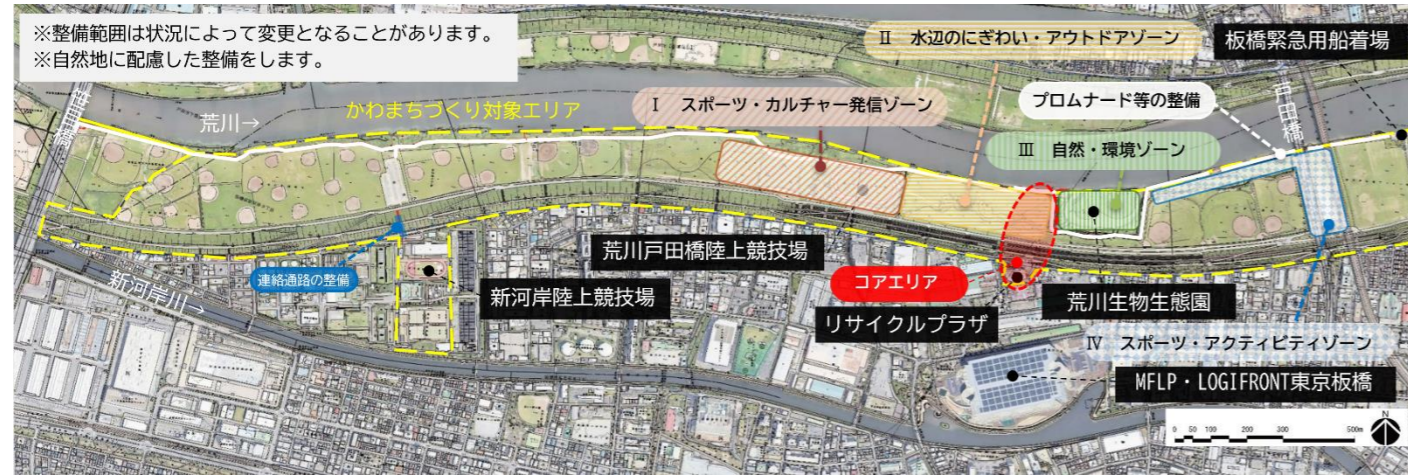 ※整備範囲は状況によって変更となることがあります。
※自然地に配慮した整備をします。
Ⅱ 水辺のにぎわい・アウトドアゾーン
板橋緊急用船着場
笹目橋
荒川→
かわまちづくり対象エリア
Ⅰ スポーツ・カルチャー発信ゾーン
プロムナード等の整備
戸田橋
Ⅲ 自然・環境ゾーン
連絡通路の整備
新河岸川→
新河岸陸上競技場
荒川戸田橋陸上競技場
コアエリア
リサイクルプラザ
荒川生物生態園
Ⅳ スポーツ・アクティビティゾーン
MFLP・LOGIFRONT東京板橋
0 50 100 200 300 500m
N